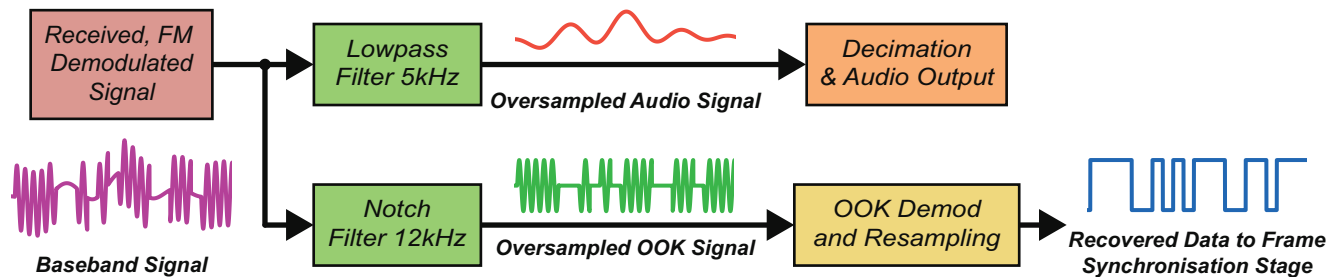 Received, FM
Demodulated
Signal
Lowpass
Filter 5kHz
Oversampled Audio Signal
Decimation
& Audio Output
Baseband Signal
Notch
Filter 12kHz
Oversampled OOK Signal
OOK Demod
and Resampling
Recovered Data to Frame
Synchronisation Stage